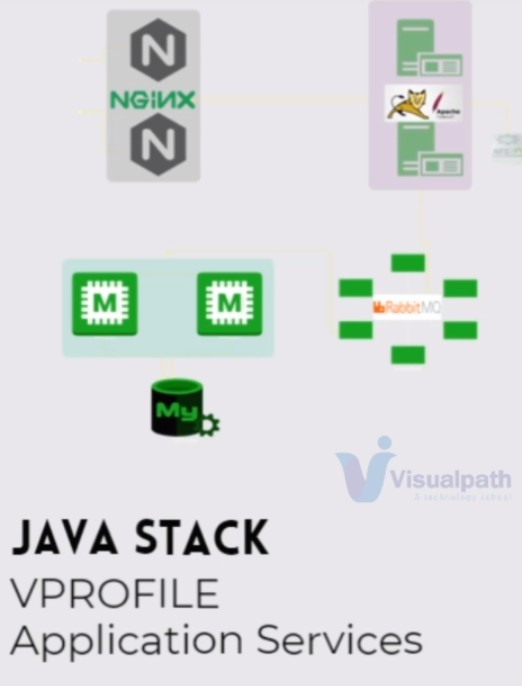 N
NGiNX
N
Apache
M
M
RabbitMQ
My
Visualpath
A technology school
JAVA STACK
VPROFILE
Application Services